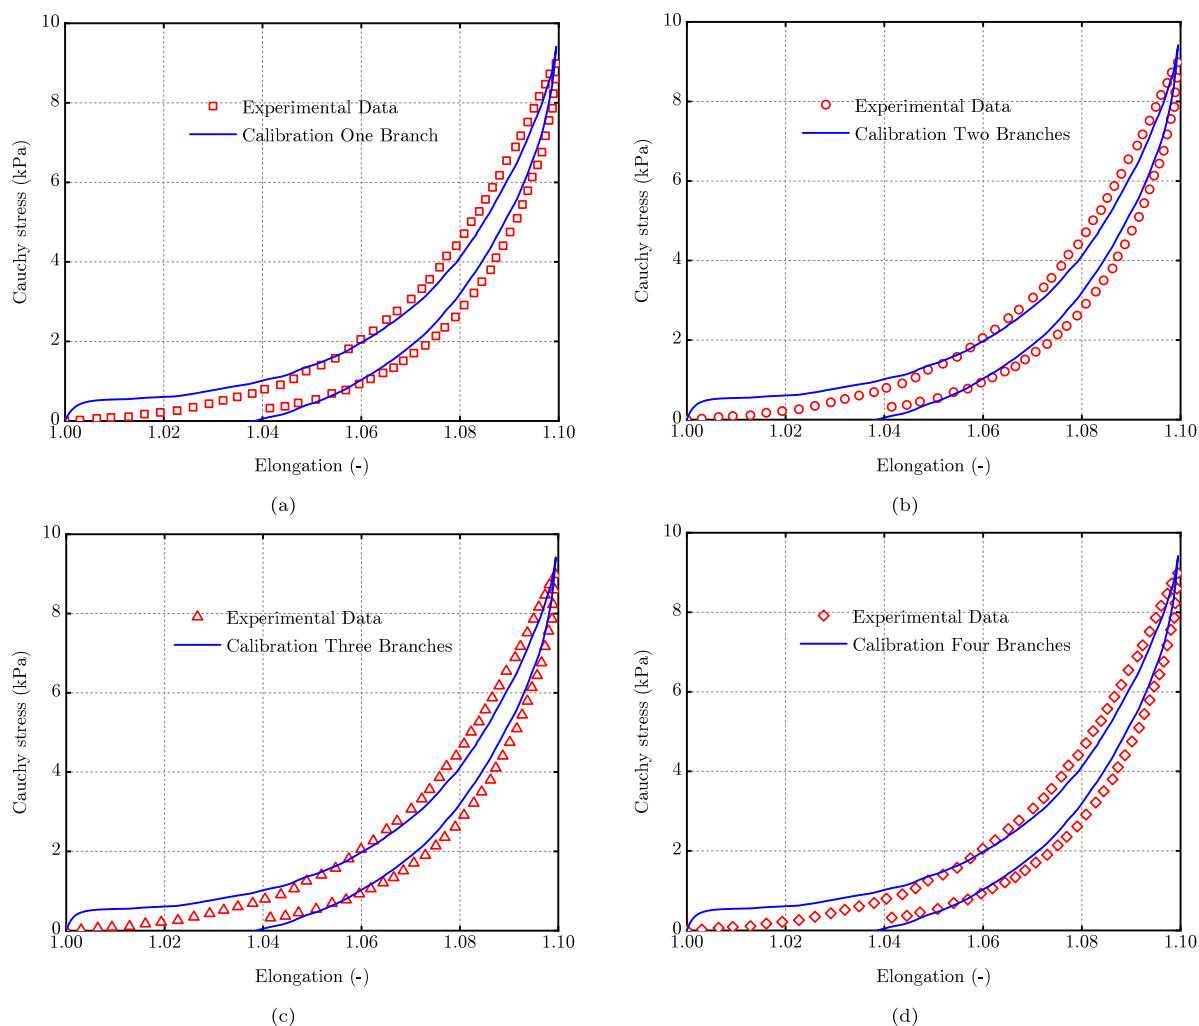 10
8
6
4
2
0
Cauchy stress (kPa)
Experimental Data
Calibration One Branch
1.00
1.02
1.04
1.06
1.08
1.10
Elongation (-)
(a)
10
8
6
4
2
0
Cauchy stress (kPa)
Experimental Data
Calibration Two Branches
1.00
1.02
1.04
1.06
1.08
1.10
Elongation (-)
(b)
10
8
6
4
2
0
Cauchy stress (kPa)
Experimental Data
Calibration Three Branches
1.00
1.02
1.04
1.06
1.08
1.10
Elongation (-)
(c)
10
8
6
4
2
0
Cauchy stress (kPa)
Experimental Data
Calibration Four Branches
1.00
1.02
1.04
1.06
1.08
1.10
Elongation (-)
(d)